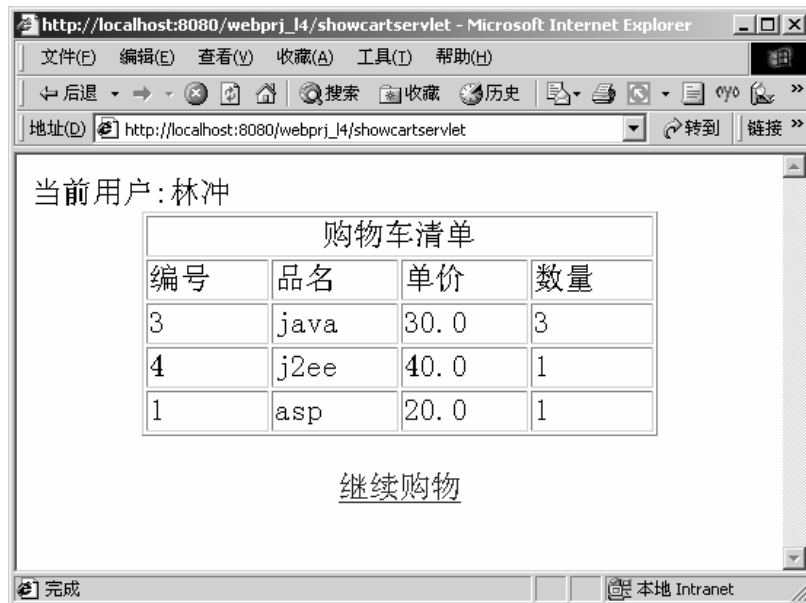 http://localhost:8080/webprj_l4/showcartservlet - Microsoft Internet Explorer
文件(F) 编辑(E) 查看(V) 收藏(A) 工具(T) 帮助(H)
后退 搜索 收藏 历史
地址(D) http://localhost:8080/webprj_l4/showcartservlet 转到 链接 »
当前用户:林冲
购物车清单
编号 品名 单价 数量
3 java 30.0 3
4 j2ee 40.0 1
1 asp 20.0 1
继续购物
完成 本地 Intranet